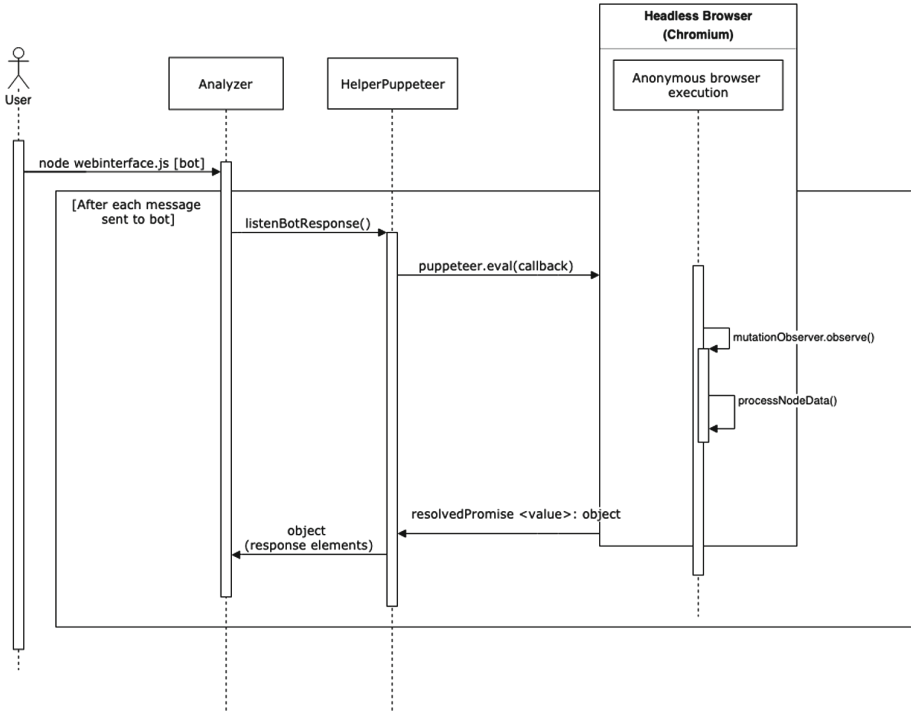 Headless Browser
(Chromium)
User
Analyzer
HelperPuppeteer
Anonymous browser
execution
node webinterface.js [bot]
[After each message
sent to bot]
listenBotResponse()
puppeteer.eval(callback)
mutationObserver.observe()
processNodeData()
resolvedPromise <value>: object
object
(response elements)